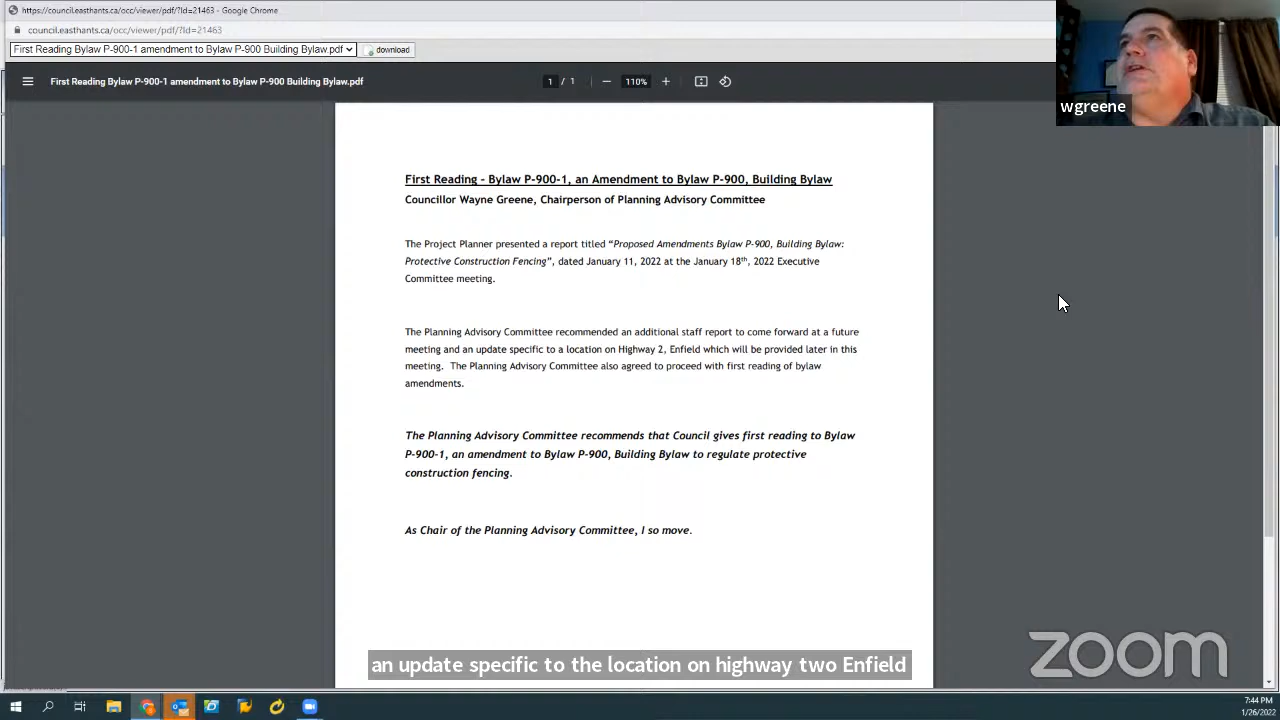 https://council.easthants.ca/occ/viewer/pdf/?Id=21463 - Google Chrome
council.easthants.ca/occ/viewer/pdf/?Id=21463
First Reading Bylaw P-900-1 amendment to Bylaw P-900 Building Bylaw.pdf
download
First Reading Bylaw P-900-1 amendment to Bylaw P-900 Building Bylaw.pdf
1 / 1
110%
wgreene
First Reading - Bylaw P-900-1, an Amendment to Bylaw P-900, Building Bylaw
Councillor Wayne Greene, Chairperson of Planning Advisory Committee
The Project Planner presented a report titled “Proposed Amendments Bylaw P-900, Building Bylaw:
Protective Construction Fencing”, dated January 11, 2022 at the January 18th, 2022 Executive
Committee meeting.
The Planning Advisory Committee recommended an additional staff report to come forward at a future
meeting and an update specific to a location on Highway 2, Enfield which will be provided later in this
meeting. The Planning Advisory Committee also agreed to proceed with first reading of bylaw
amendments.
The Planning Advisory Committee recommends that Council gives first reading to Bylaw
P-900-1, an amendment to Bylaw P-900, Building Bylaw to regulate protective
construction fencing.
As Chair of the Planning Advisory Committee, I so move.
an update specific to the location on highway two Enfield
zoom
7:44 PM
1/26/2022